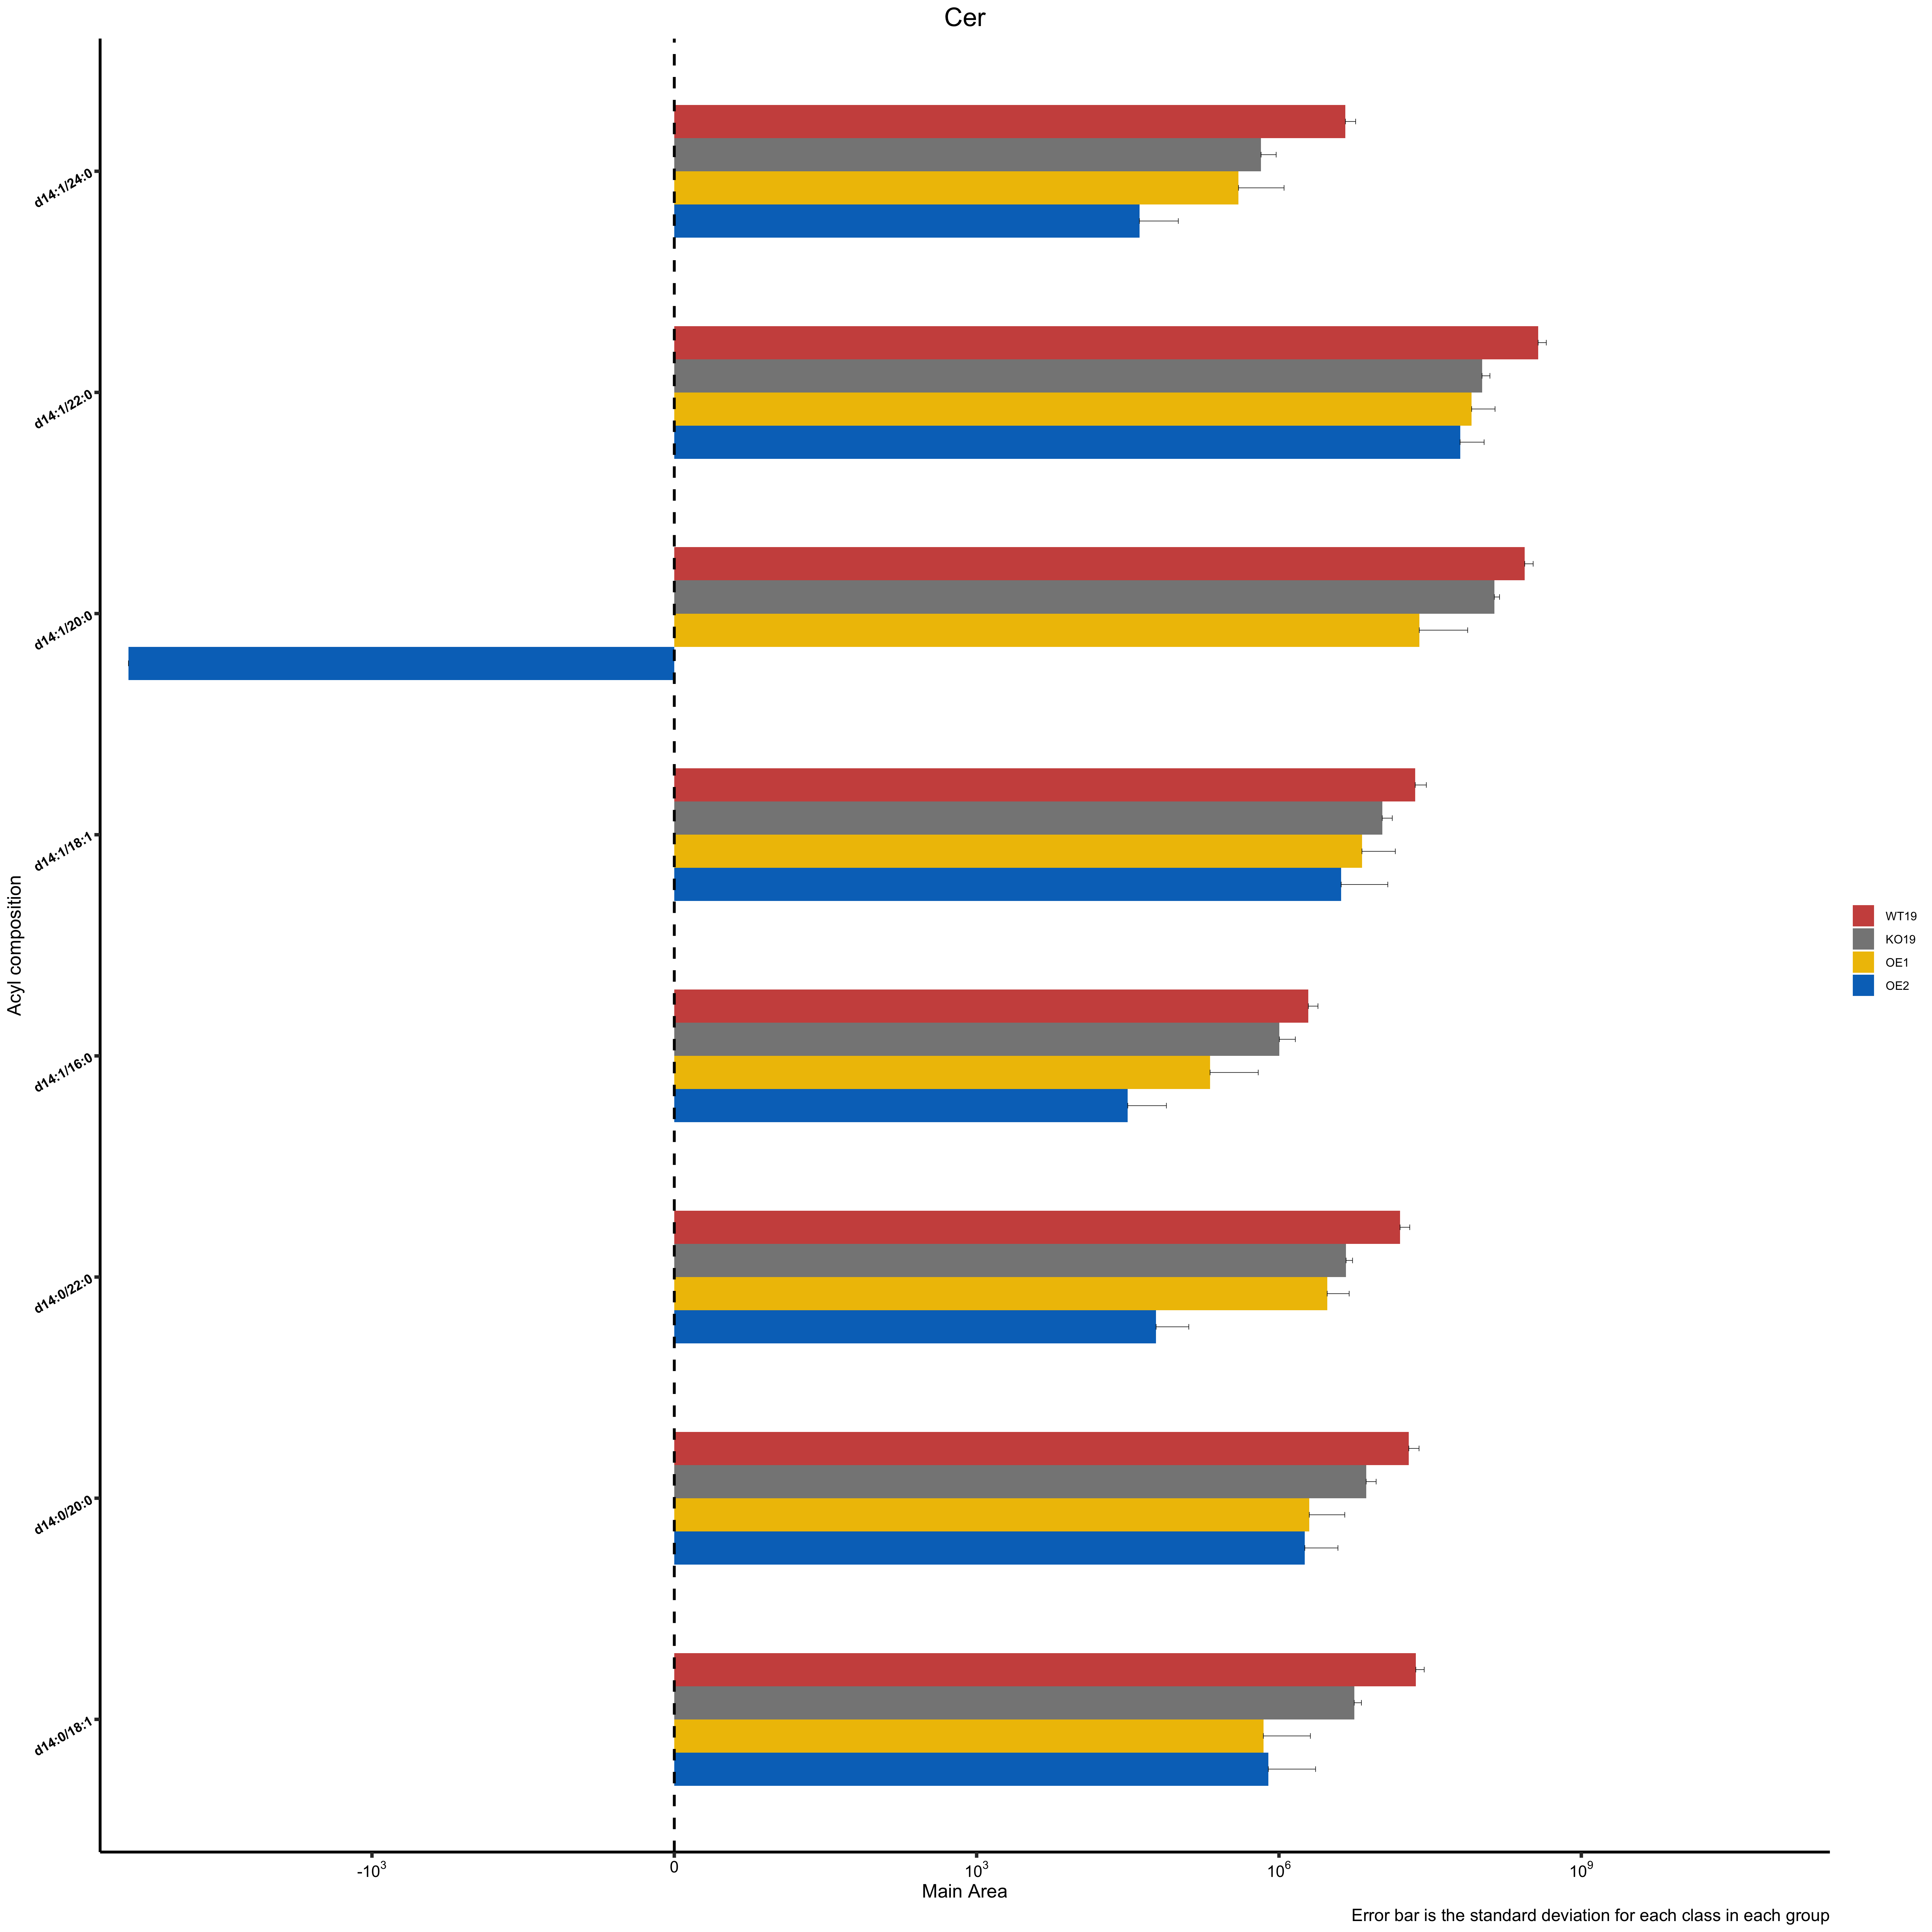 Cer
Acyl composition
d14:1/24:0
d14:1/22:0
d14:1/20:0
d14:1/18:1
d14:1/16:0
d14:0/22:0
d14:0/20:0
d14:0/18:1
WT19
KO19
OE1
OE2
-10³ 0 10³ 10⁶ 10⁹
Main Area
Error bar is the standard deviation for each class in each group